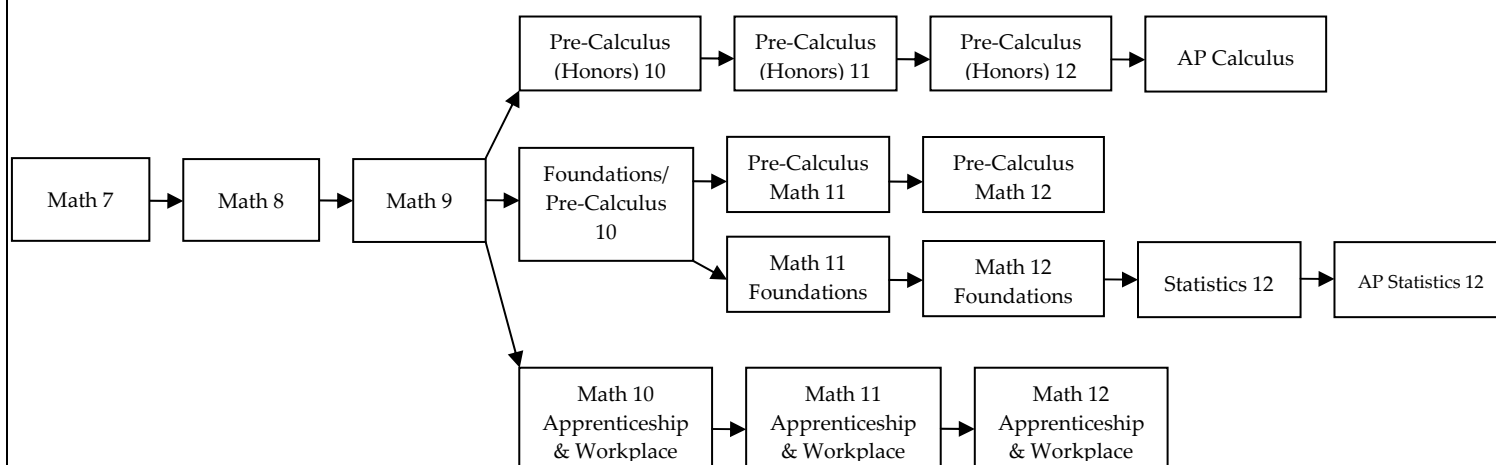 Pre-Calculus
(Honors) 10
Pre-Calculus
(Honors) 11
Pre-Calculus
(Honors) 12
AP Calculus
Math 7
Math 8
Math 9
Foundations/
Pre-Calculus
10
Pre-Calculus
Math 11
Pre-Calculus
Math 12
Math 11
Foundations
Math 12
Foundations
Statistics 12
AP Statistics 12
Math 10
Apprenticeship
& Workplace
Math 11
Apprenticeship
& Workplace
Math 12
Apprenticeship
& Workplace